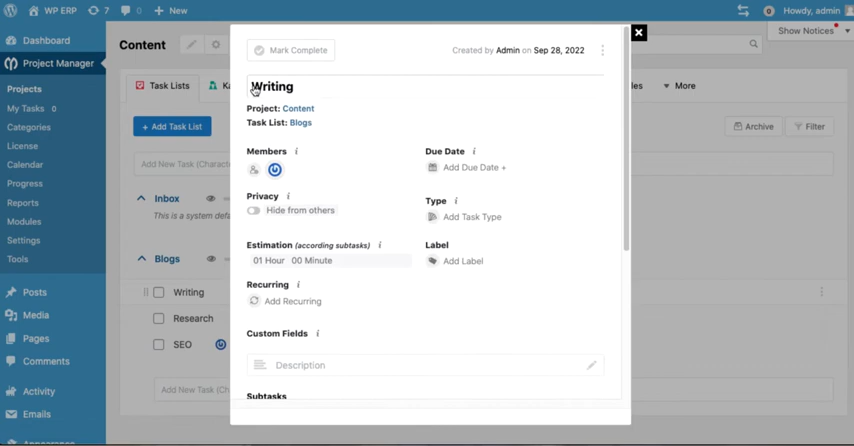 WP ERP 7 0 + New 0 Howdy, admin
Show Notices
Dashboard
Project Manager
Projects
My Tasks 0
Categories
License
Calendar
Progress
Reports
Modules
Settings
Tools
Posts
Media
Pages
Comments
Activity
Emails
Appearance
Content
Task Lists
More
+ Add Task List
Archive
Filter
Add New Task (Charact
Inbox
This is a system defa
Blogs
Writing
Research
SEO
Add New Task (Ch
Mark Complete
Created by Admin on Sep 28, 2022
Writing
Project: Content
Task List: Blogs
Members
Due Date
Add Due Date +
Privacy
Hide from others
Type
Add Task Type
Estimation (according subtasks)
01 Hour 00 Minute
Label
Add Label
Recurring
Add Recurring
Custom Fields
Description
Subtasks